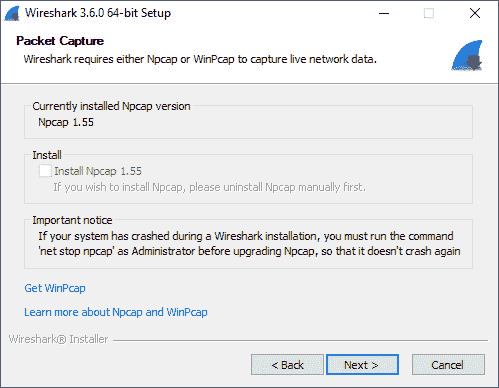 Wireshark 3.6.0 64-bit Setup
Packet Capture
Wireshark requires either Npcap or WinPcap to capture live network data.
Currently installed Npcap version
Npcap 1.55
Install
Install Npcap 1.55
If you wish to install Npcap, please uninstall Npcap manually first.
Important notice
If your system has crashed during a Wireshark installation, you must run the command
'net stop npcap' as Administrator before upgrading Npcap, so that it doesn't crash again
Get WinPcap
Learn more about Npcap and WinPcap
Wireshark® Installer
< Back
Next >
Cancel